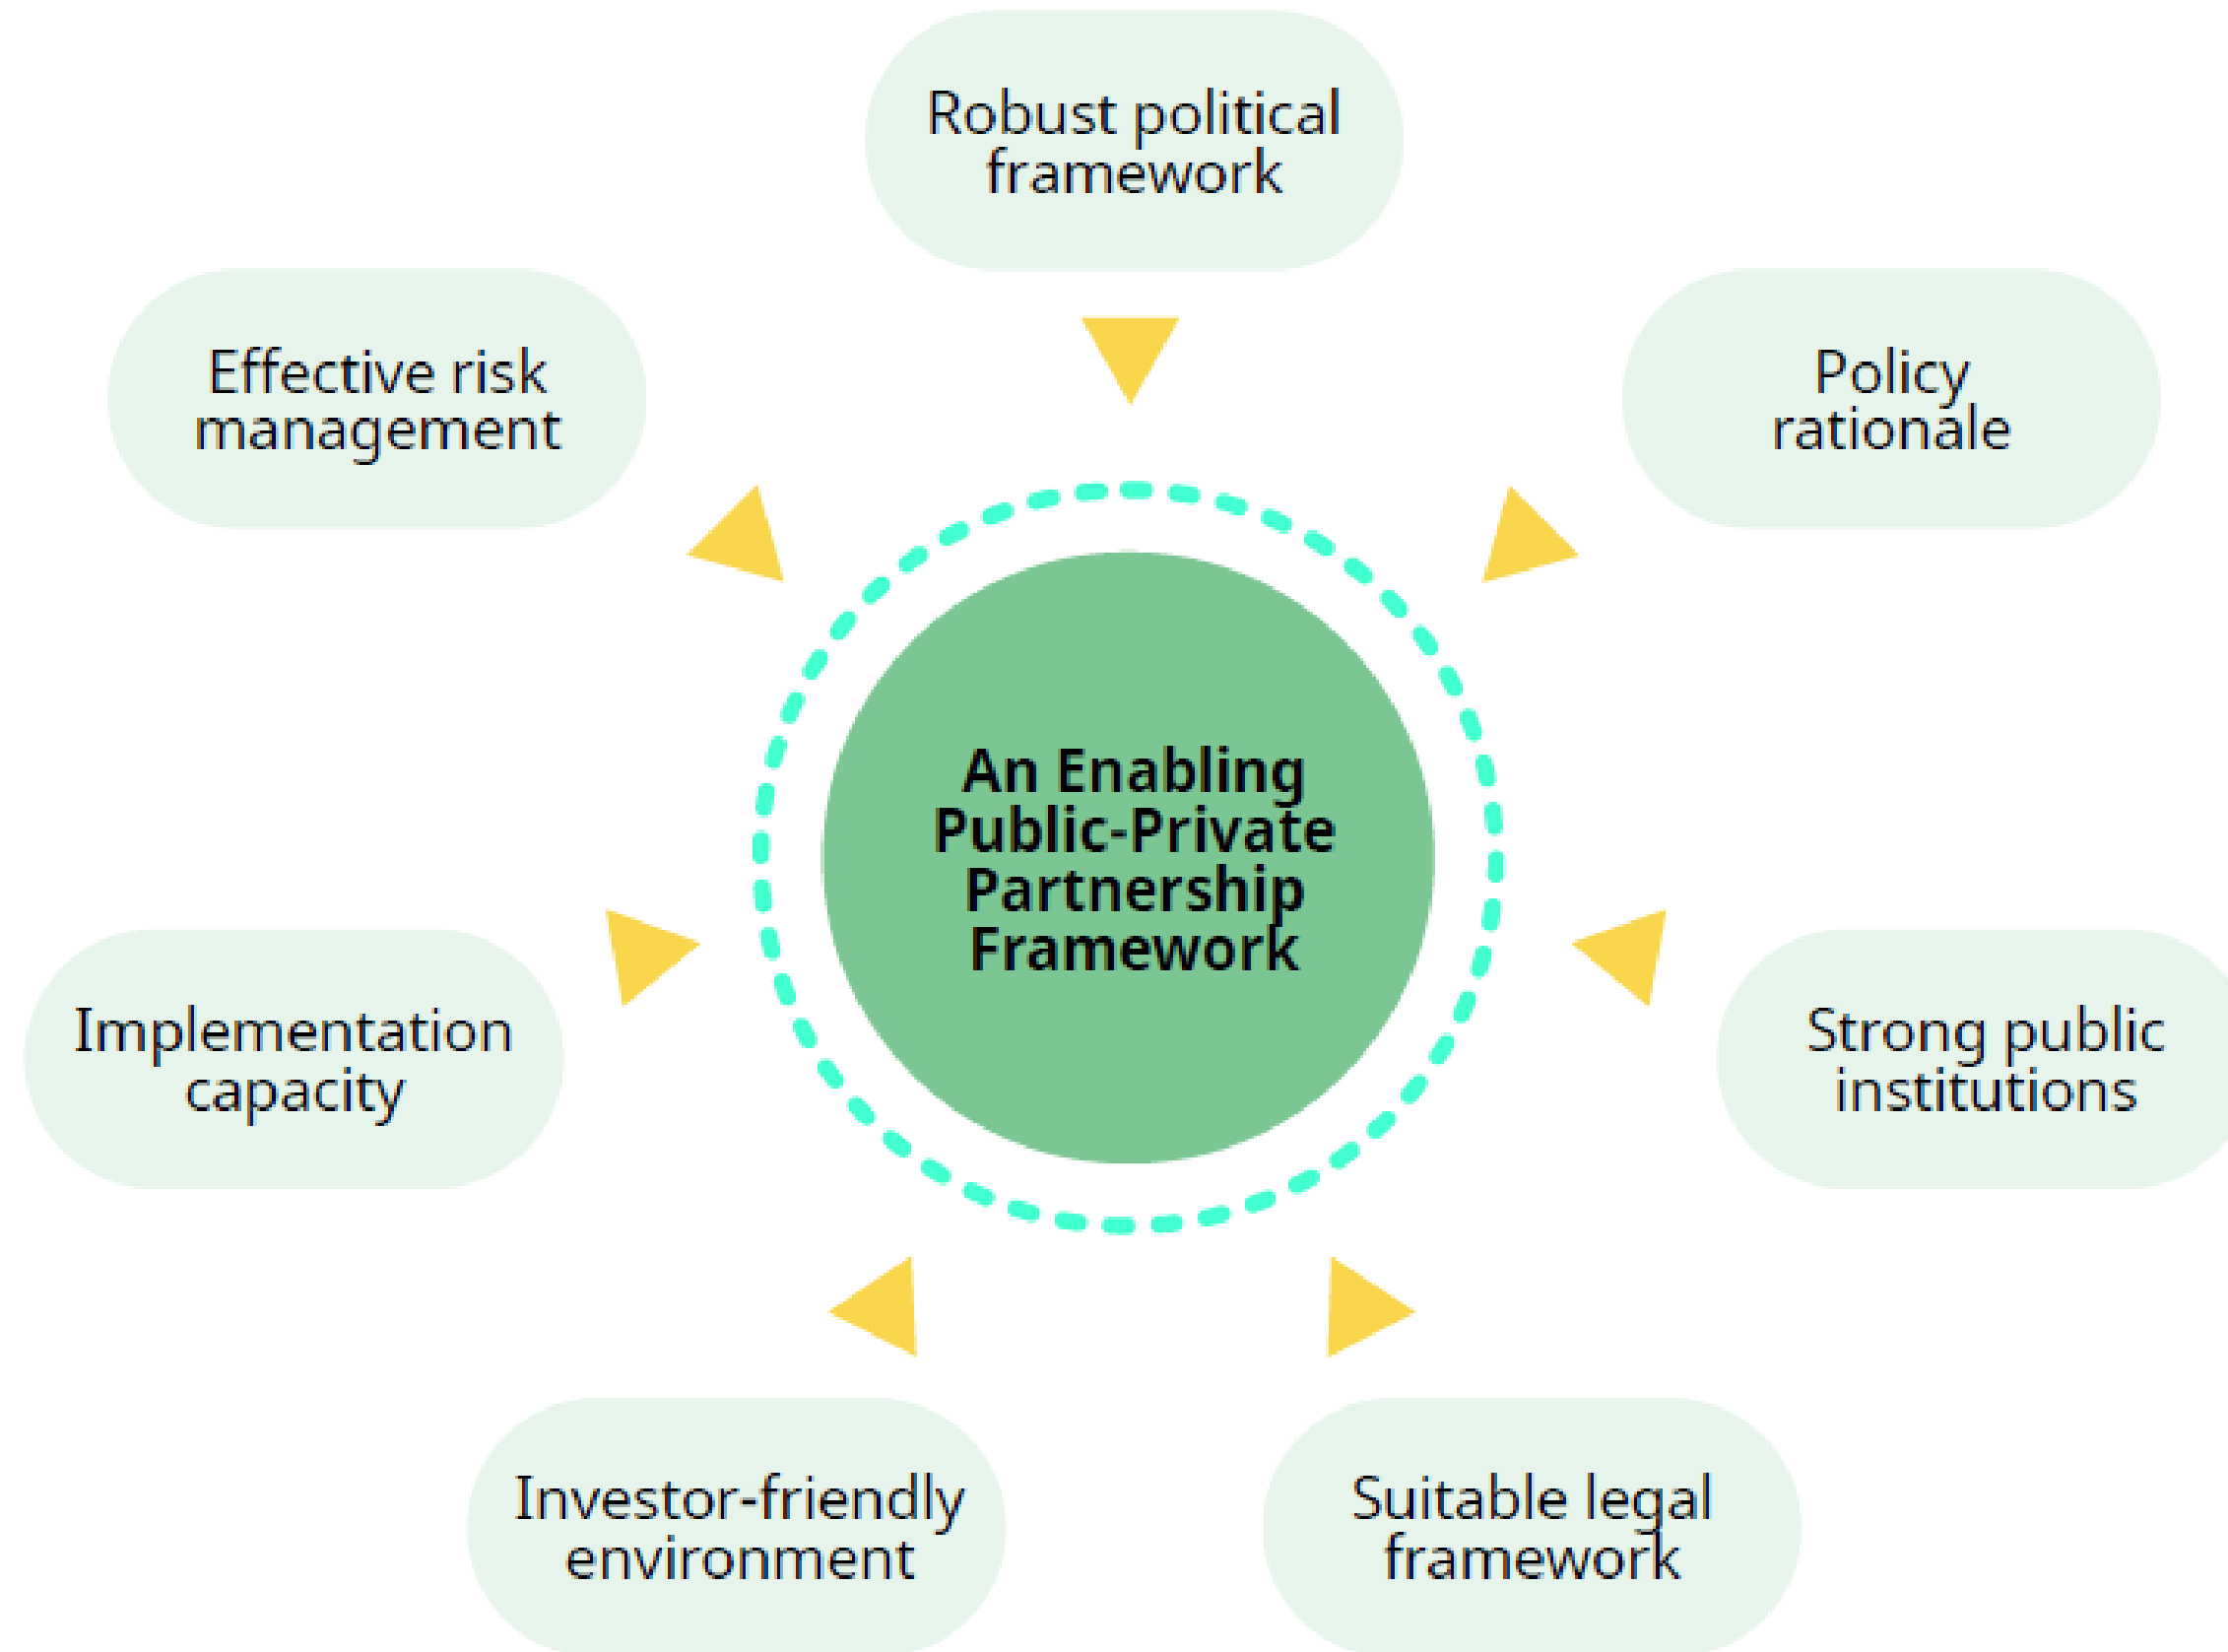 Robust political
framework
Effective risk
management
Policy
rationale
An Enabling
Public-Private
Partnership
Framework
Implementation
capacity
Strong public
institutions
Investor-friendly
environment
Suitable legal
framework